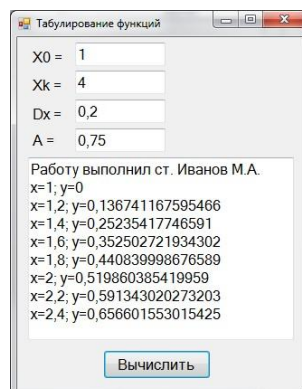 Табулирование функций
X0 = 1
Xk = 4
Dx = 0,2
A = 0,75
Работу выполнил ст. Иванов М.А.
x=1; y=0
x=1,2; y=0,136741167595466
x=1,4; y=0,25235417746591
x=1,6; y=0,352502721934302
x=1,8; y=0,440839998676589
x=2; y=0,519860385419959
x=2,2; y=0,591343020273203
x=2,4; y=0,656601553015425
Вычислить